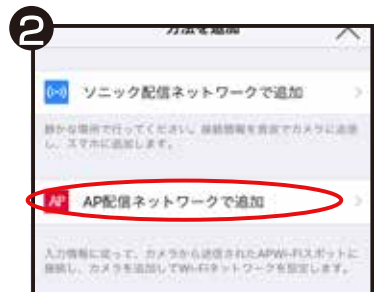 2
方法を追加
ソニック配信ネットワークで追加
静かな場所で行ってください。接続情報を音波でカメラに送信
し、スマホに追加します。
AP
AP配信ネットワークで追加
入力情報に従って、カメラから送信されたAPWi-Fiスポットに
接続し、カメラを追加してWi-Fiネットワークを設定します。